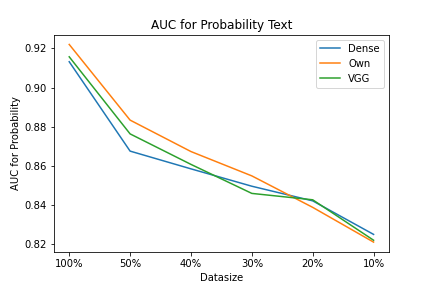 AUC for Probability Text
AUC for Probability
0.92
0.90
0.88
0.86
0.84
0.82
Dense
Own
VGG
100% 50% 40% 30% 20% 10%
Datasize